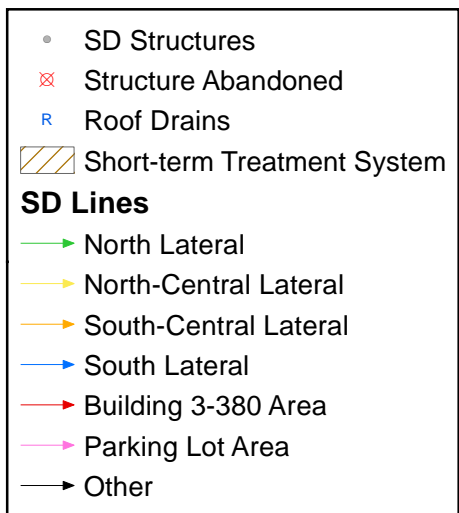 SD Structures
Structure Abandoned
R Roof Drains
Short-term Treatment System
SD Lines
North Lateral
North-Central Lateral
South-Central Lateral
South Lateral
Building 3-380 Area
Parking Lot Area
Other